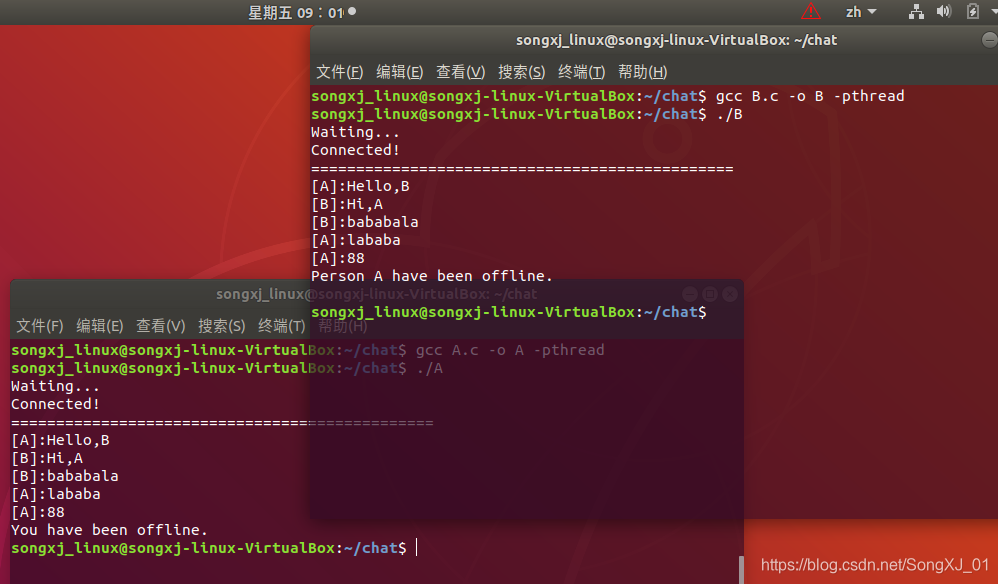 星期五 09：01
zh
songxj_linux@songxj-linux-VirtualBox: ~/chat
文件(F) 编辑(E) 查看(V) 搜索(S) 终端(T) 帮助(H)
songxj_linux@songxj-linux-VirtualBox:~/chat$ gcc B.c -o B -pthread
songxj_linux@songxj-linux-VirtualBox:~/chat$ ./B
Waiting...
Connected!
===============================================
[A]:Hello,B
[B]:Hi,A
[B]:bababala
[A]:lababa
[A]:88
Person A have been offline.
songxj_linux@songxj-linux-VirtualBox:~/chat$
songxj_linux@songxj-linux-VirtualBox: ~/chat
文件(F) 编辑(E) 查看(V) 搜索(S) 终端(T) 帮助(H)
songxj_linux@songxj-linux-VirtualBox:~/chat$ gcc A.c -o A -pthread
songxj_linux@songxj-linux-VirtualBox:~/chat$ ./A
Waiting...
Connected!
===============================================
[A]:Hello,B
[B]:Hi,A
[B]:bababala
[A]:lababa
[A]:88
You have been offline.
songxj_linux@songxj-linux-VirtualBox:~/chat$
https://blog.csdn.net/SongXJ_01